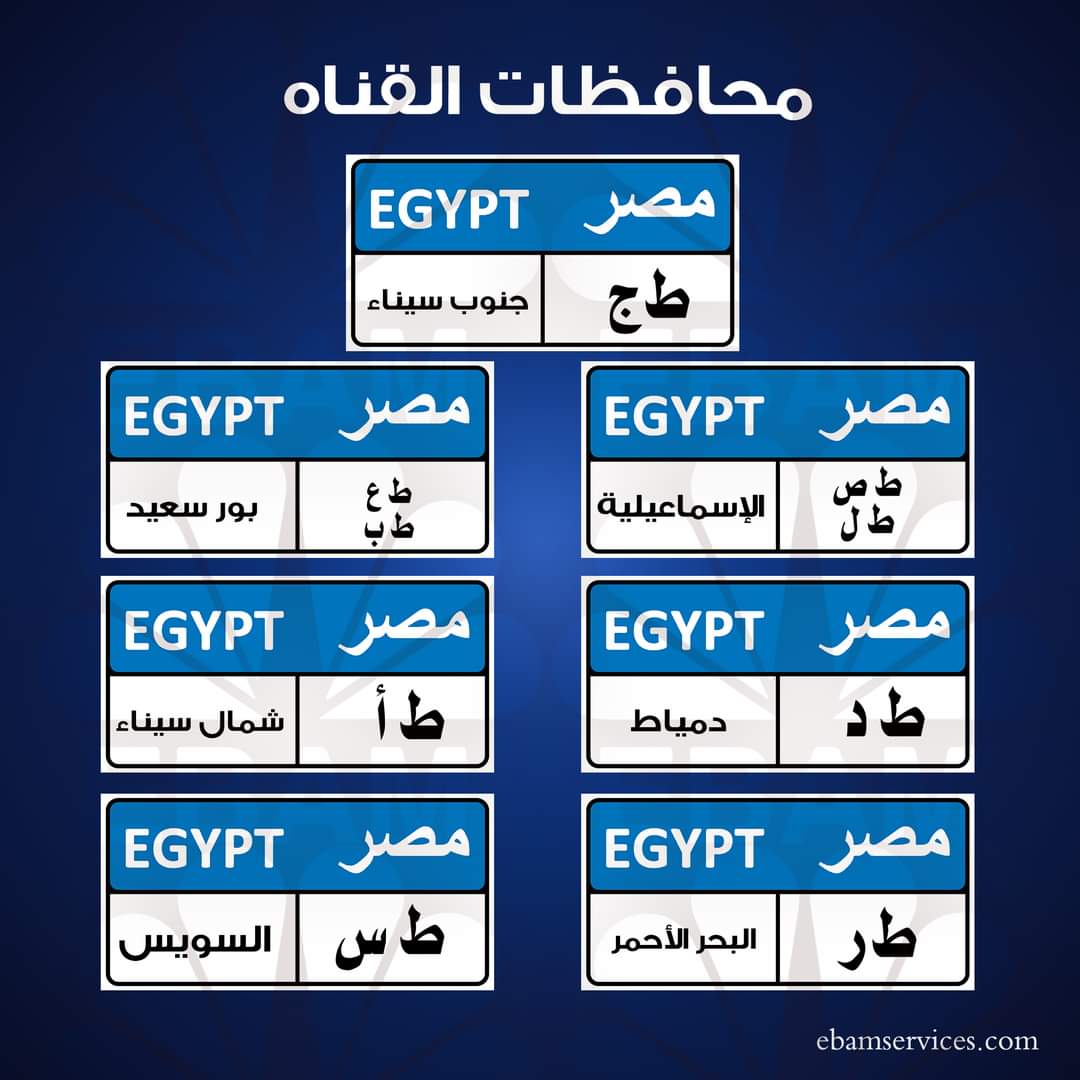 محافظات القناه
EGYPT مصر
جنوب سيناء
ط ج
EGYPT مصر
الإسماعيلية
ط ص
ط ل
EGYPT مصر
بور سعيد
ط ع
ط ب
EGYPT مصر
دمياط
ط د
EGYPT مصر
شمال سيناء
ط أ
EGYPT مصر
البحر الأحمر
ط ر
EGYPT مصر
السويس
ط س
ebamservices.com